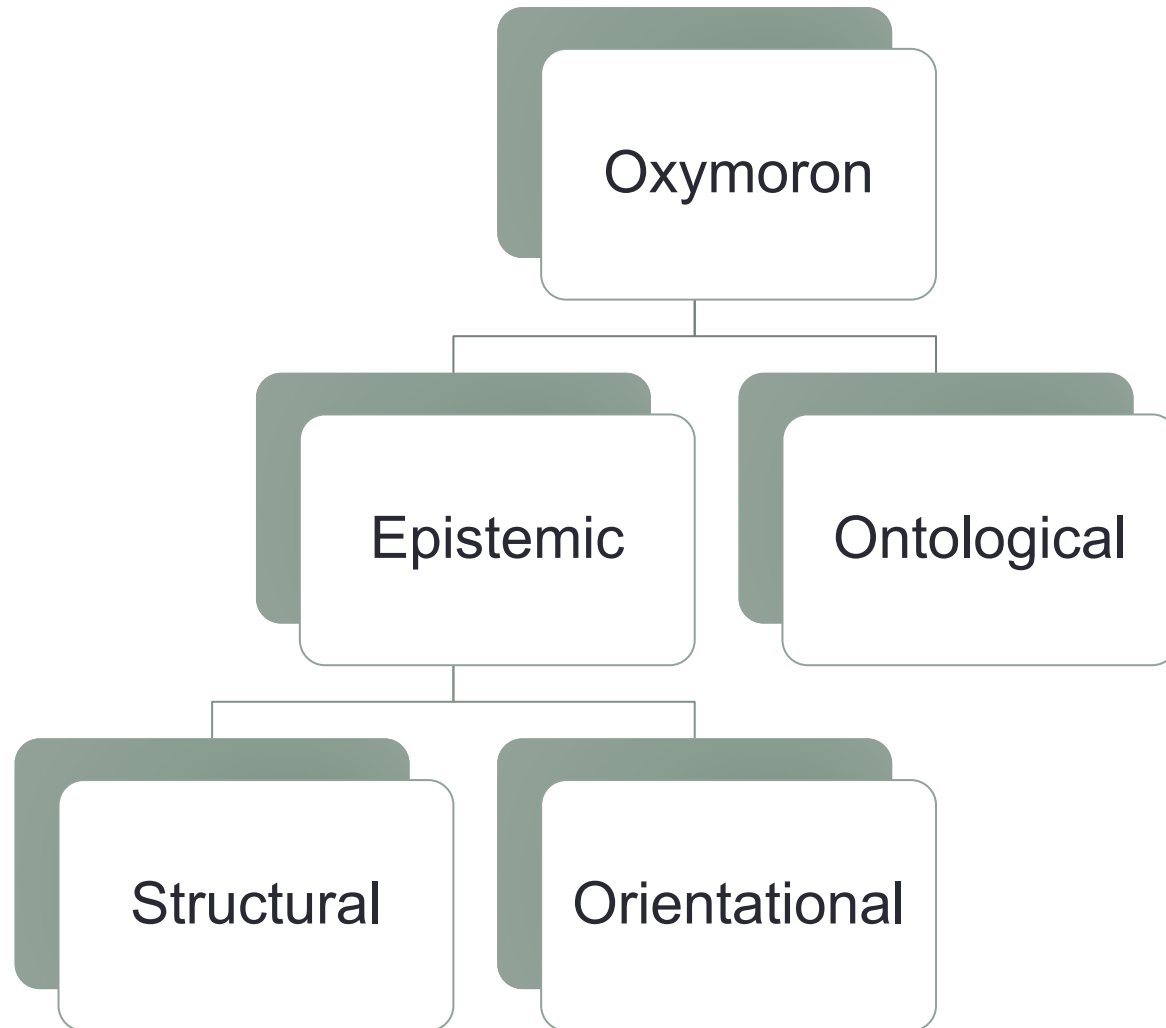 Oxymoron
Epistemic
Ontological
Structural
Orientational